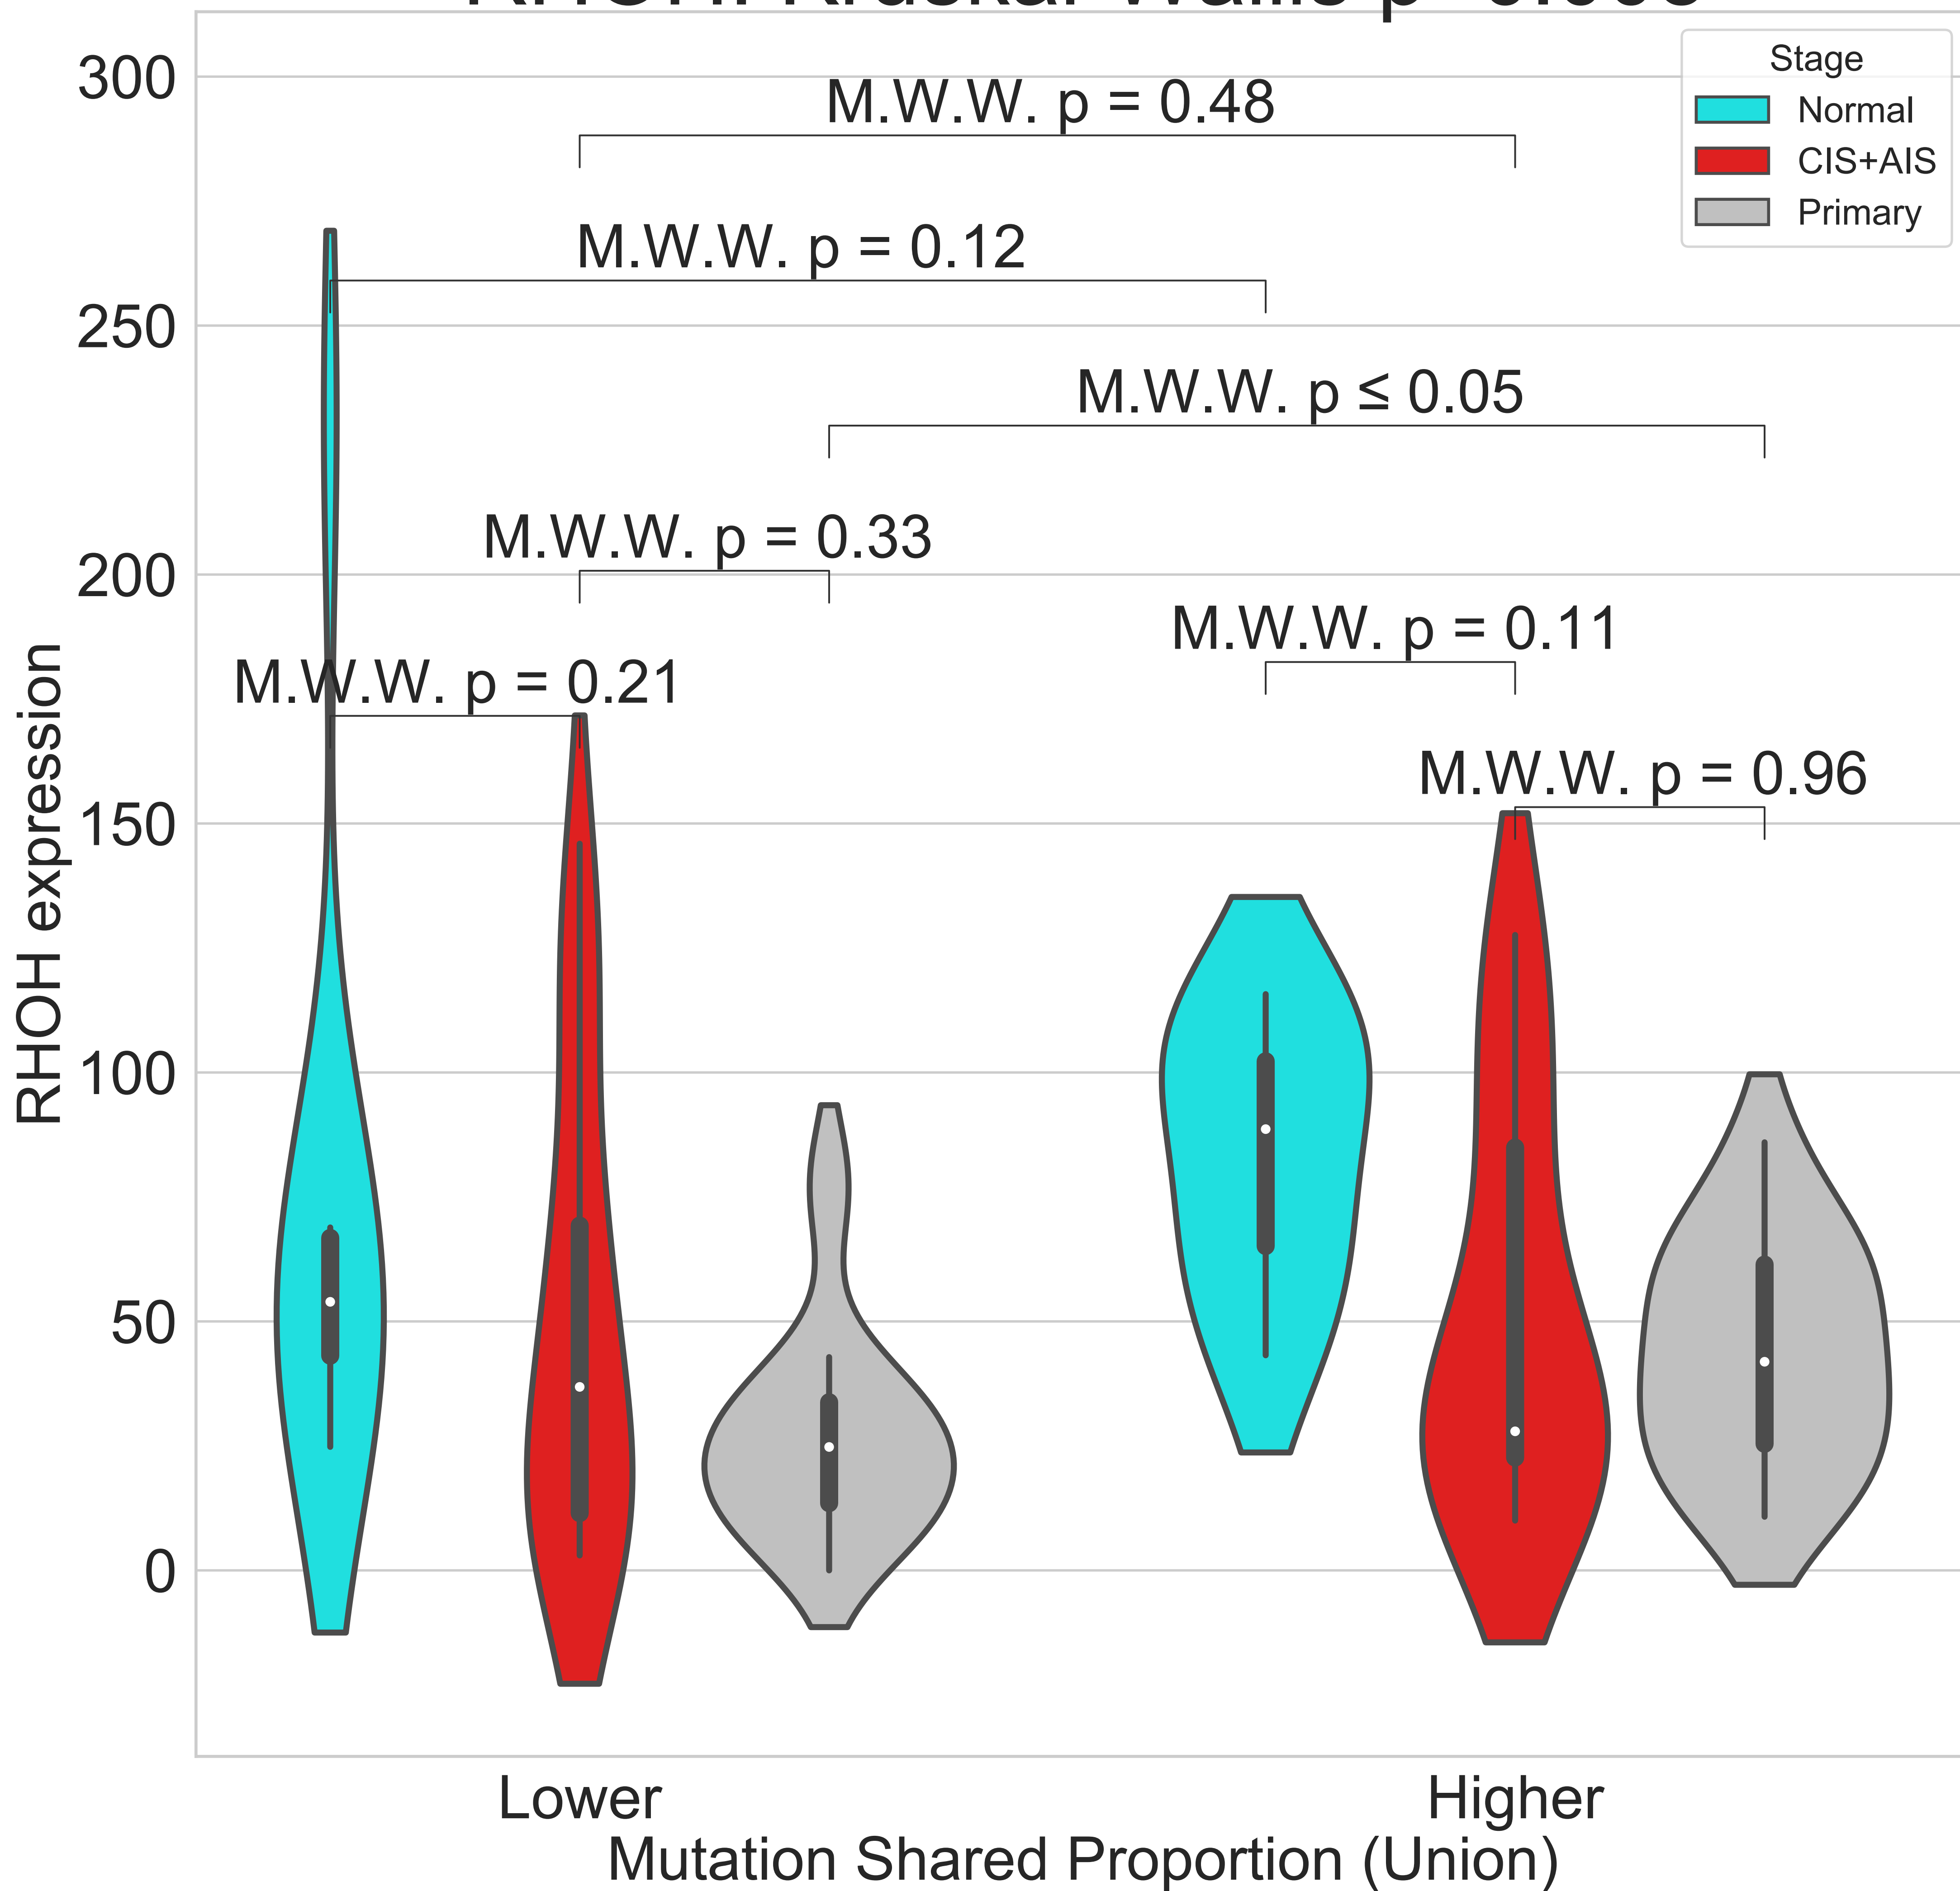 Stage
Normal
CIS+AIS
Primary
M.W.W. p = 0.48
M.W.W. p = 0.12
M.W.W. p ≤ 0.05
M.W.W. p = 0.33
M.W.W. p = 0.11
M.W.W. p = 0.21
M.W.W. p = 0.96
300
250
200
150
100
50
0
RHOH expression
Lower
Higher
Mutation Shared Proportion (Union)